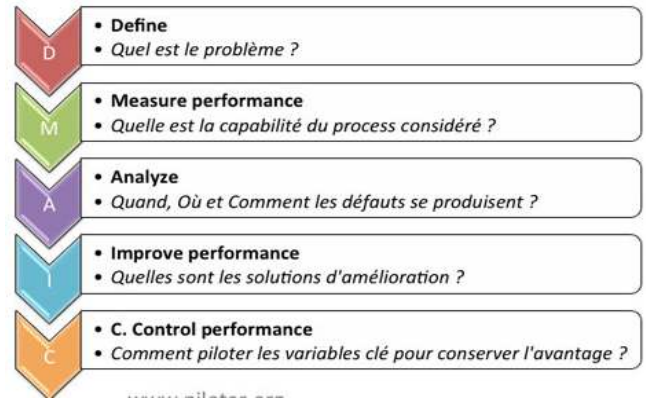 • Define
D
• Quel est le problème ?
• Measure performance
M
• Quelle est la capabilité du process considéré ?
• Analyze
A
• Quand, Où et Comment les défauts se produisent ?
• Improve performance
I
• Quelles sont les solutions d'amélioration ?
• C. Control performance
C
• Comment piloter les variables clé pour conserver l'avantage ?